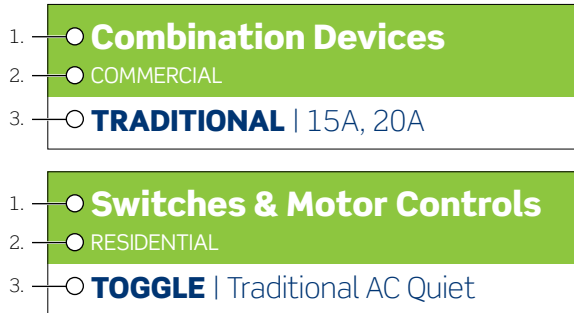 1. Combination Devices
2. COMMERCIAL
3. TRADITIONAL | 15A, 20A
1. Switches & Motor Controls
2. RESIDENTIAL
3. TOGGLE | Traditional AC Quiet